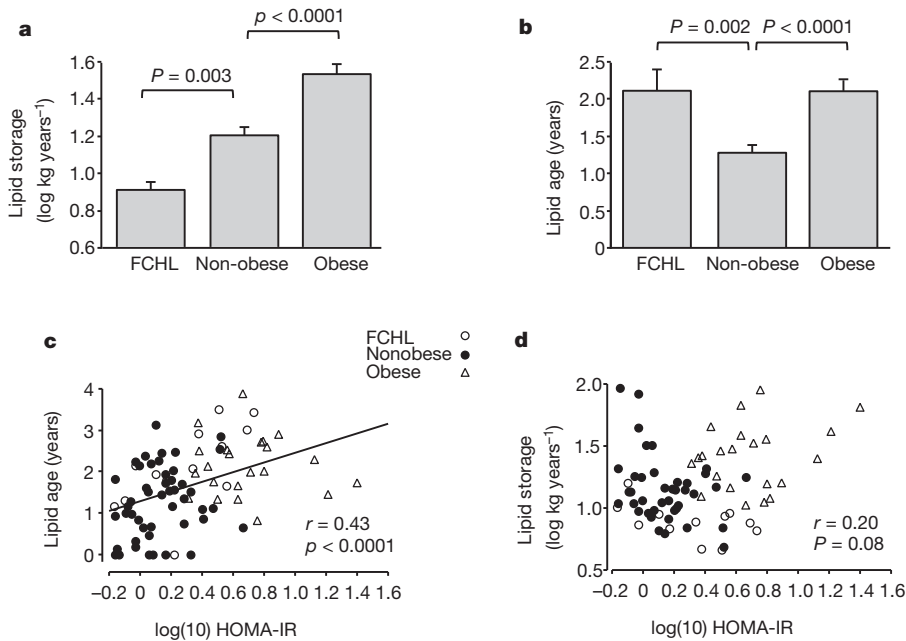 a
p < 0.0001
P = 0.003
Lipid storage
(log kg years⁻¹)
1.6
1.4
1.2
1.0
0.8
0.6
FCHL Non-obese Obese
b
P = 0.002 P < 0.0001
Lipid age (years)
2.5
2.0
1.5
1.0
0.5
0
FCHL Non-obese Obese
c
FCHL
Nonobese
Obese
Lipid age (years)
4
3
2
1
0
r = 0.43
p < 0.0001
−0.2 0 0.2 0.4 0.6 0.8 1.0 1.2 1.4 1.6
log(10) HOMA-IR
d
Lipid storage
(log kg years⁻¹)
2.0
1.5
1.0
0.5
r = 0.20
P = 0.08
−0.2 0 0.2 0.4 0.6 0.8 1.0 1.2 1.4 1.6
log(10) HOMA-IR